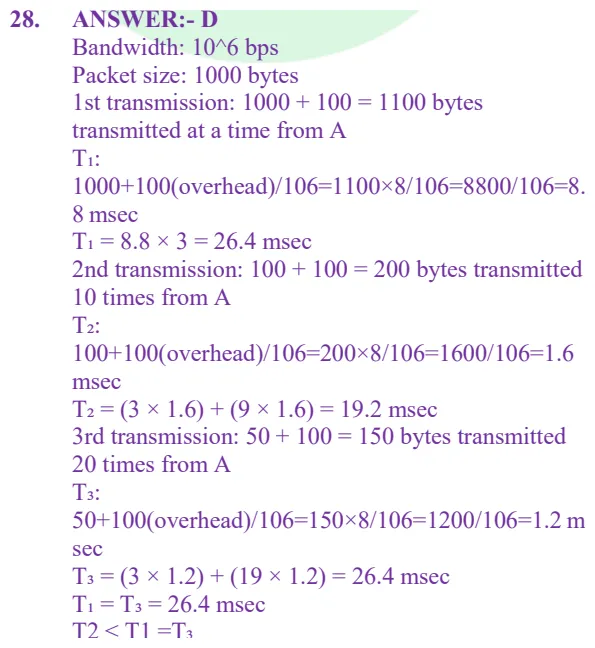 28. ANSWER:- D
Bandwidth: 10^6 bps
Packet size: 1000 bytes
1st transmission: 1000 + 100 = 1100 bytes
transmitted at a time from A
T₁:
1000+100(overhead)/106=1100×8/106=8800/106=8.
8 msec
T₁ = 8.8 × 3 = 26.4 msec
2nd transmission: 100 + 100 = 200 bytes transmitted
10 times from A
T₂:
100+100(overhead)/106=200×8/106=1600/106=1.6
msec
T₂ = (3 × 1.6) + (9 × 1.6) = 19.2 msec
3rd transmission: 50 + 100 = 150 bytes transmitted
20 times from A
T₃:
50+100(overhead)/106=150×8/106=1200/106=1.2 m
sec
T₃ = (3 × 1.2) + (19 × 1.2) = 26.4 msec
T₁ = T₃ = 26.4 msec
T2 < T1 =T₃